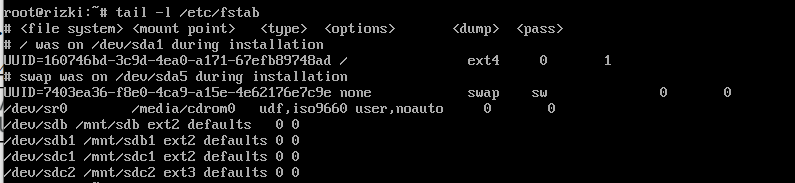 root@rizki:~# tail -l /etc/fstab
# <file system> <mount point>   <type>  <options>       <dump>  <pass>
# / was on /dev/sda1 during installation
UUID=160746bd-3c9d-4ea0-a171-67efb89748ad /               ext4    0       1
# swap was on /dev/sda5 during installation
UUID=7403ea36-f8e0-4ca9-a15e-4e62176e7c9e none            swap    sw              0       0
/dev/sr0        /media/cdrom0   udf,iso9660 user,noauto     0       0
/dev/sdb /mnt/sdb ext2 defaults   0 0
/dev/sdb1 /mnt/sdb1 ext2 defaults 0 0
/dev/sdc1 /mnt/sdc1 ext2 defaults 0 0
/dev/sdc2 /mnt/sdc2 ext3 defaults 0 0